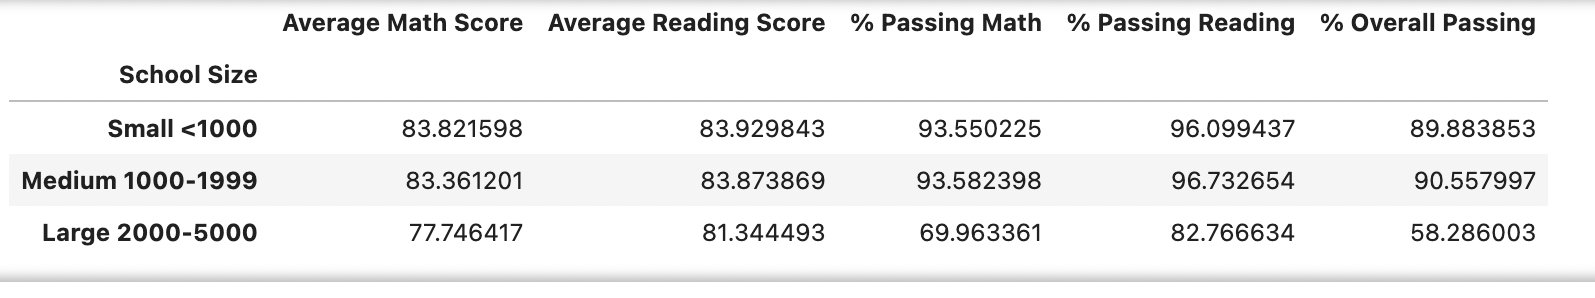 Average Math Score Average Reading Score % Passing Math % Passing Reading % Overall Passing
School Size
Small <1000 83.821598 83.929843 93.550225 96.099437 89.883853
Medium 1000-1999 83.361201 83.873869 93.582398 96.732654 90.557997
Large 2000-5000 77.746417 81.344493 69.963361 82.766634 58.286003